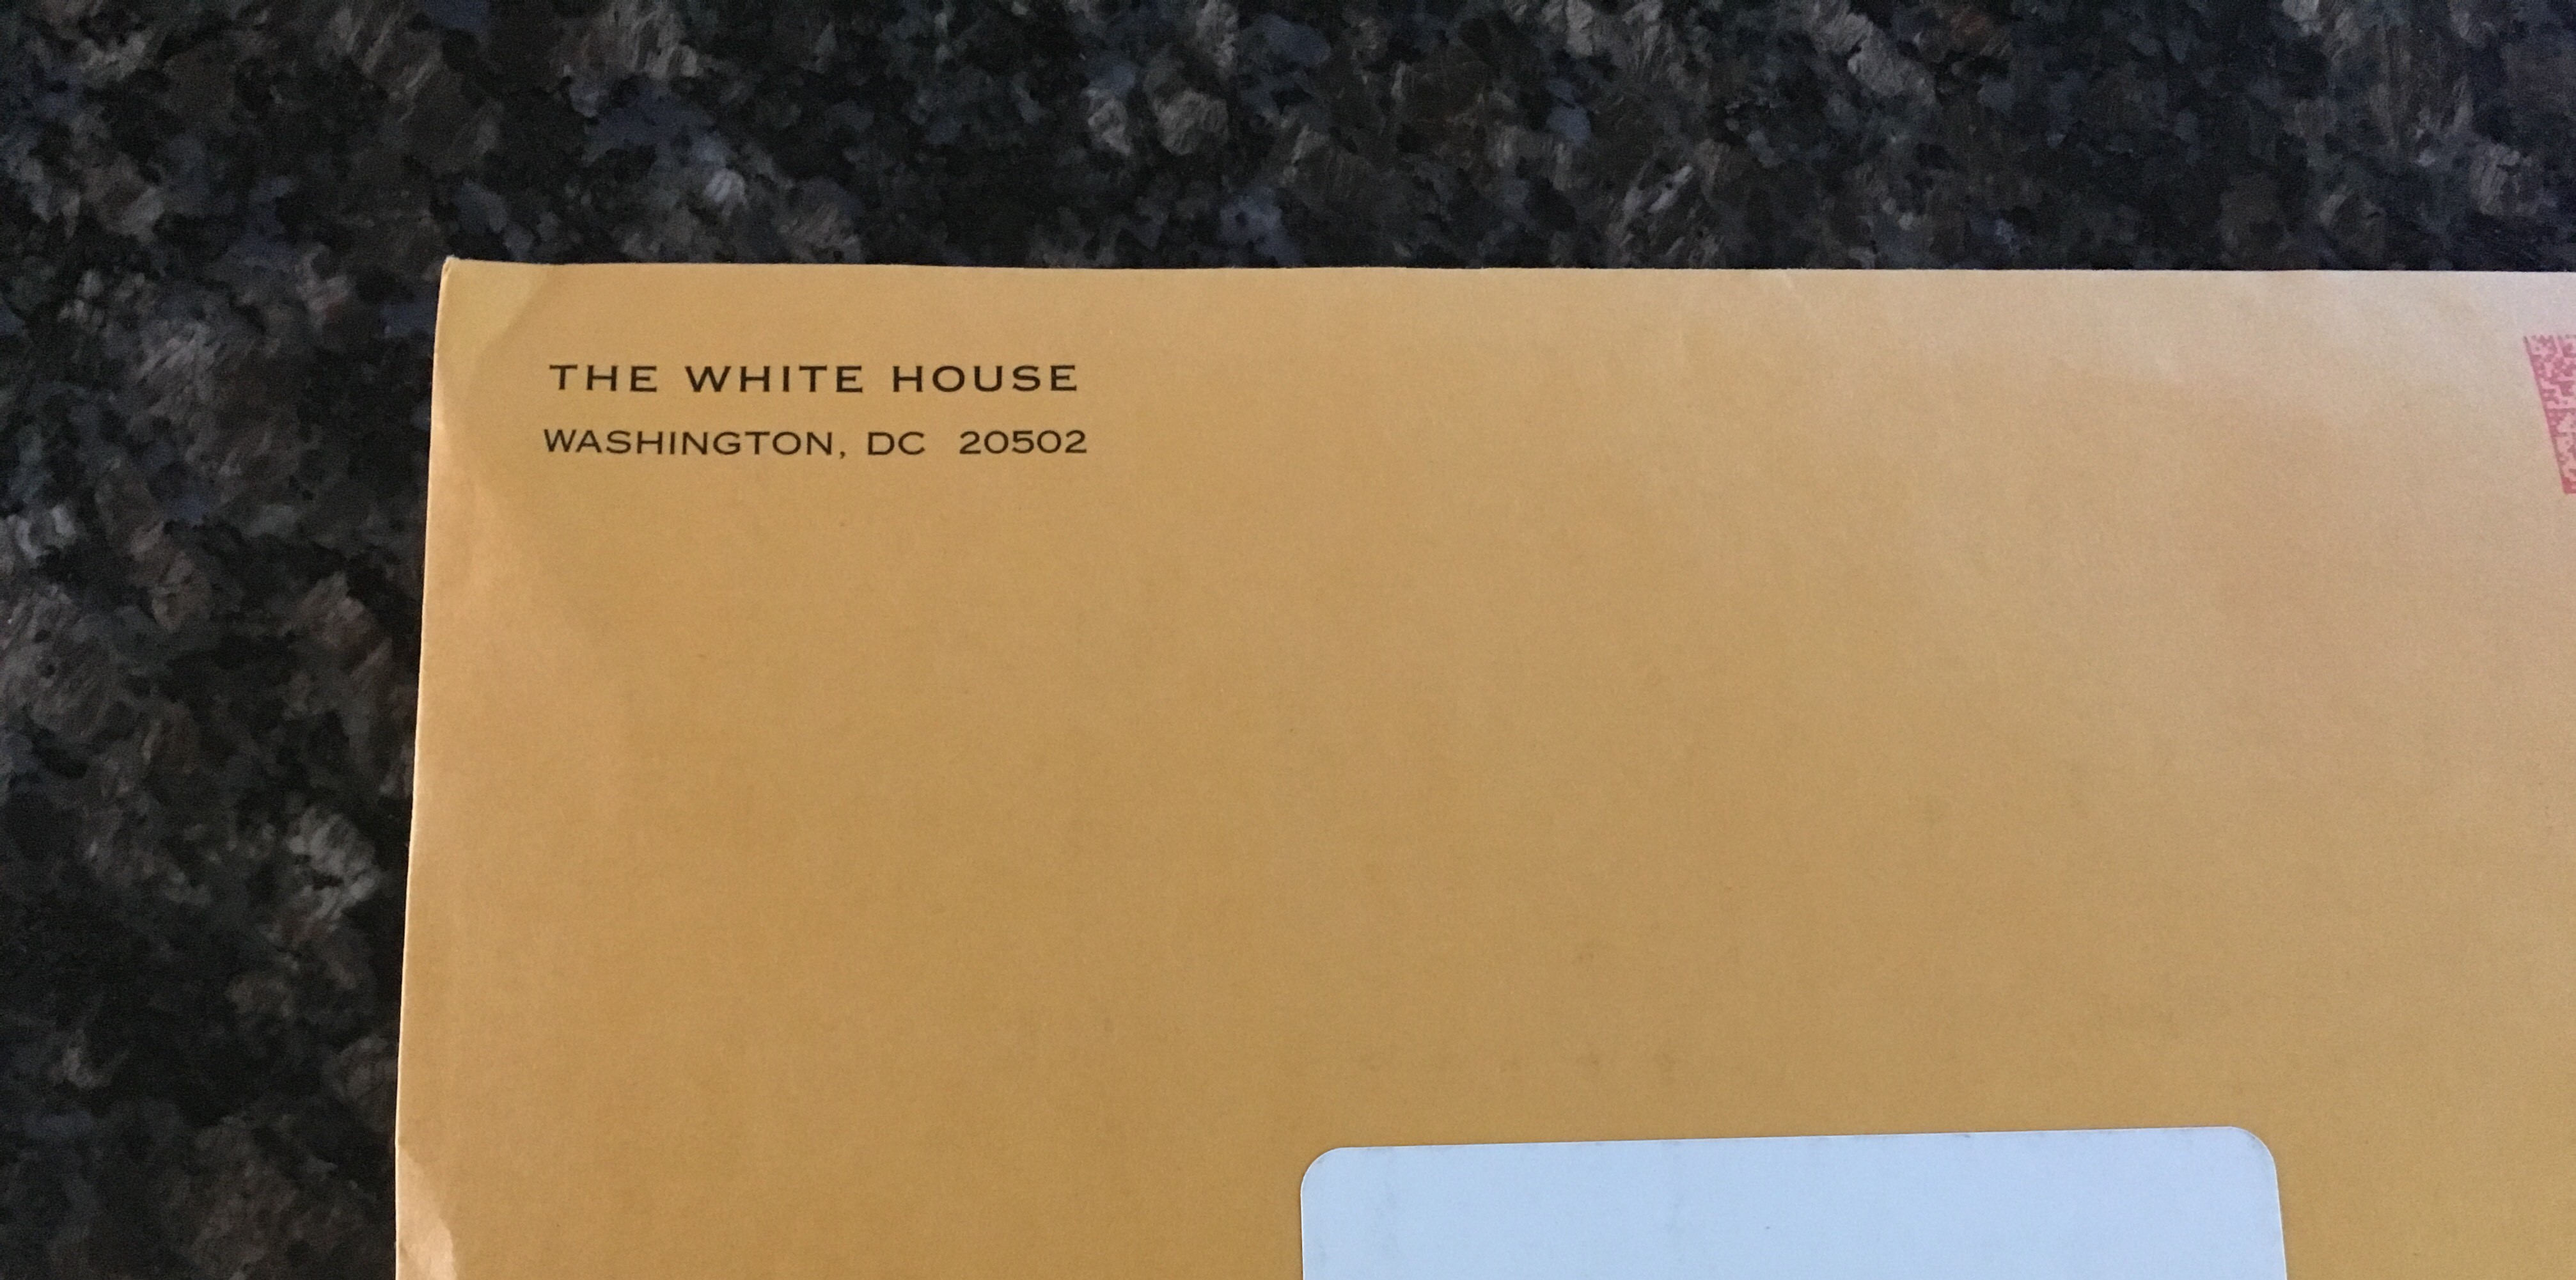 THE WHITE HOUSE
WASHINGTON, DC 20502